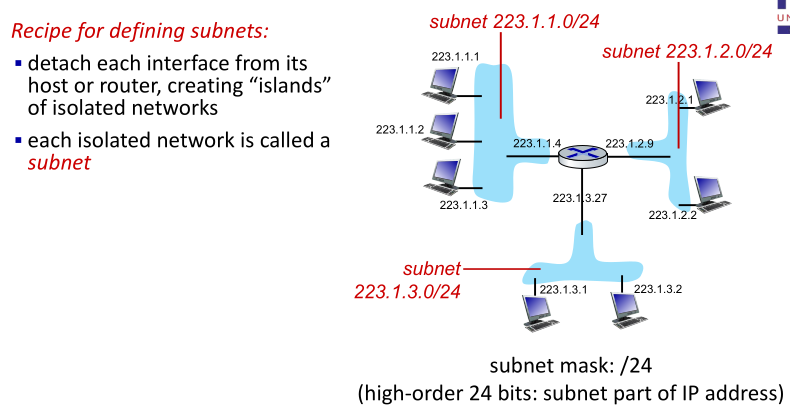 Recipe for defining subnets:
▪ detach each interface from its
host or router, creating “islands”
of isolated networks
▪ each isolated network is called a
subnet
subnet 223.1.1.0/24
subnet 223.1.2.0/24
223.1.1.1
223.1.1.2
223.1.1.3
223.1.1.4
223.1.2.9
223.1.2.1
223.1.2.2
223.1.3.27
subnet
223.1.3.0/24
223.1.3.1
223.1.3.2
subnet mask: /24
(high-order 24 bits: subnet part of IP address)
U N